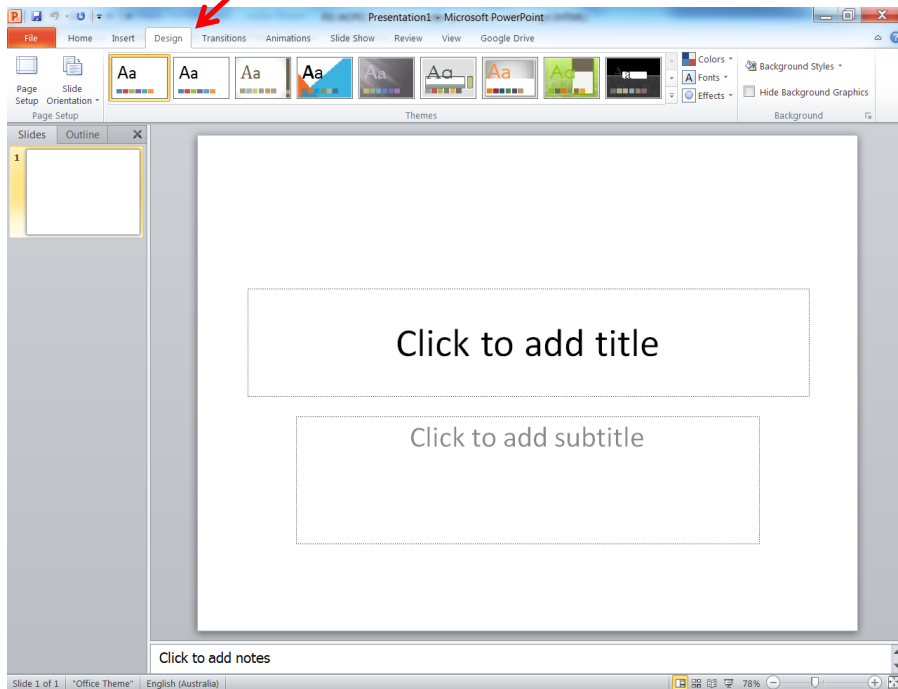 Presentation1 - Microsoft PowerPoint
File Home Insert Design Transitions Animations Slide Show Review View Google Drive
Page Setup
Slide Orientation
Aa Aa Aa Aa Aa Aa Aa Aa Aa
Colors
Fonts
Effects
Background Styles
Hide Background Graphics
Page Setup Themes Background
Slides Outline
1
Click to add title
Click to add subtitle
Click to add notes
Slide 1 of 1 "Office Theme" English (Australia) 78%